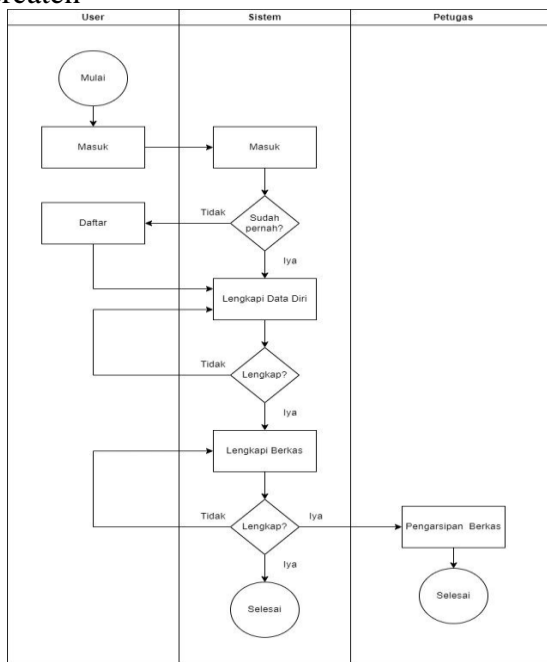 User
Sistem
Petugas
Mulai
Masuk
Masuk
Daftar
Tidak
Sudah
pernah?
Iya
Lengkapi Data Diri
Tidak
Lengkap?
Iya
Lengkapi Berkas
Tidak
Lengkap?
Iya
Pengarsipan Berkas
Iya
Selesai
Selesai